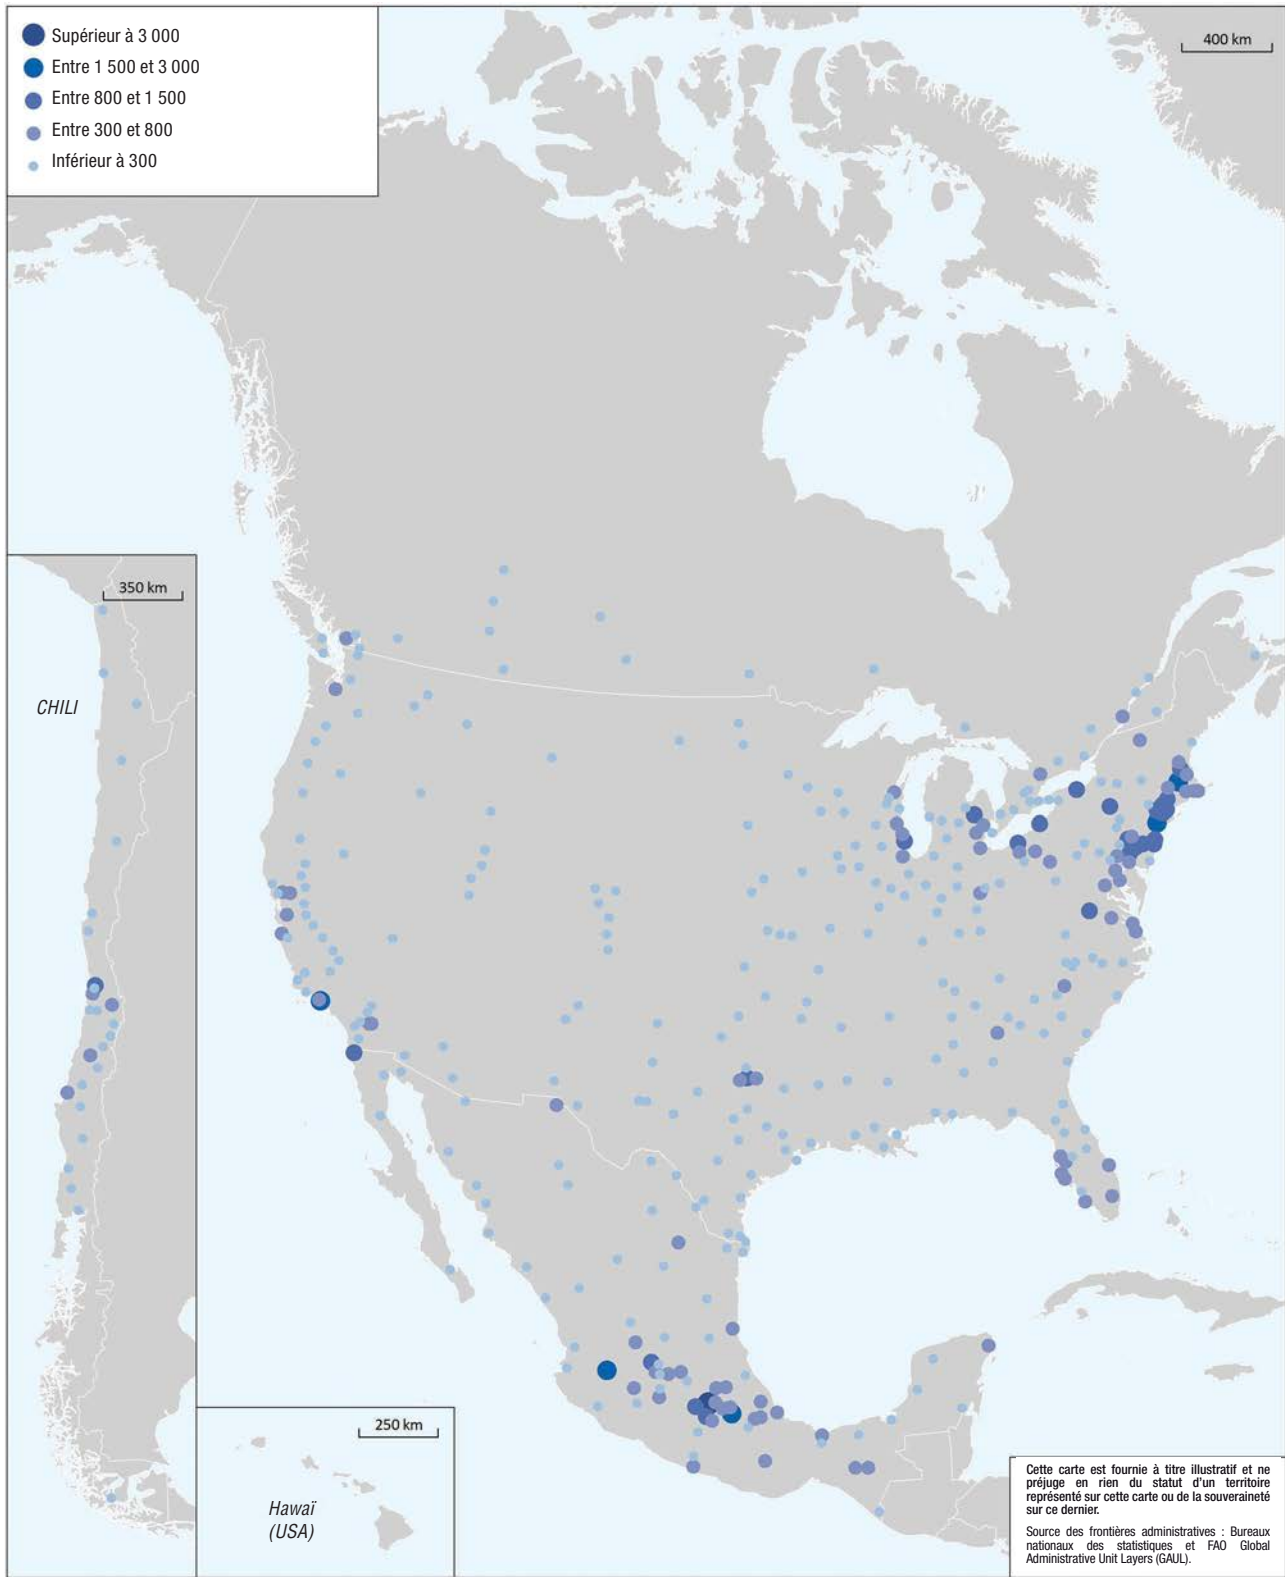 Supérieur à 3 000
Entre 1 500 et 3 000
Entre 800 et 1 500
Entre 300 et 800
Inférieur à 300
400 km
350 km
CHILI
250 km
Hawaï
(USA)
Cette carte est fournie à titre illustratif et ne
préjuge en rien du statut d'un territoire
représenté sur cette carte ou de la souveraineté
sur ce dernier.
Source des frontières administratives : Bureaux
nationaux des statistiques et FAO Global
Administrative Unit Layers (GAUL).